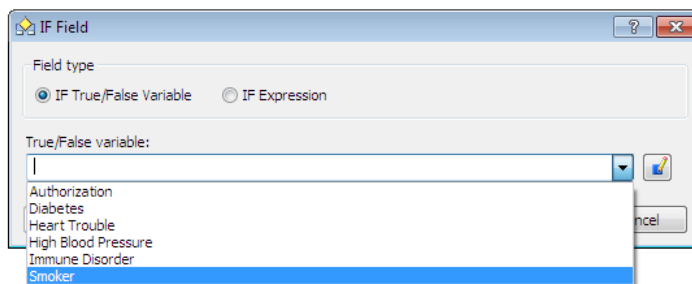 IF Field
?
Field type
IF True/False Variable IF Expression
True/False variable:
Authorization
Diabetes
Heart Trouble
High Blood Pressure
ncel
Immune Disorder
Smoker